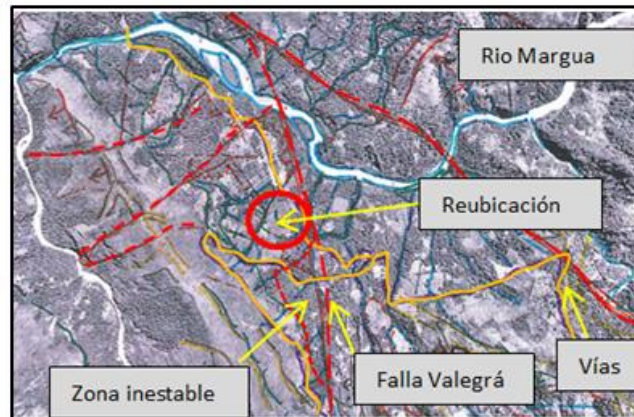 Rio Margua
Reubicación
Zona inestable
Falla Valegrá
Vías